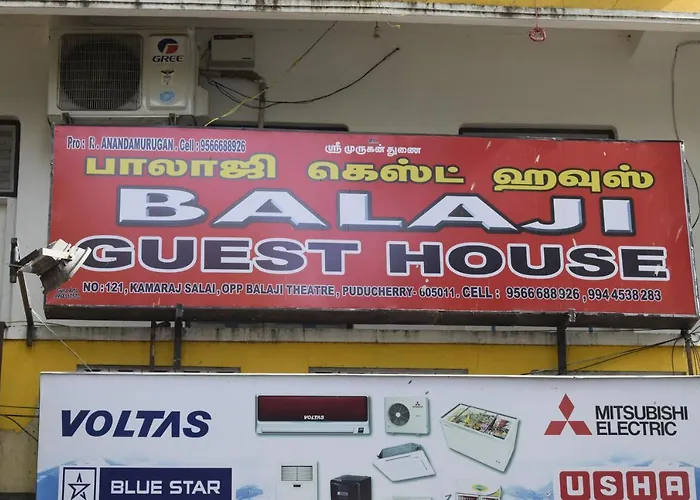 GREE
Pro : R. ANANDAMURUGAN. Cell : 9566688926
ஸ்ரீ முருகன் துணை
பாலாஜி கெஸ்ட் ஹவுஸ்
BALAJI
GUEST HOUSE
NO : 121, KAMARAJ SALAI, OPP BALAJI THEATRE, PUDUCHERRY- 605011. CELL : 9566688926 , 9944538283
VOLTAS
VOLTAS
MITSUBISHI
ELECTRIC
BLUE STAR
USHA